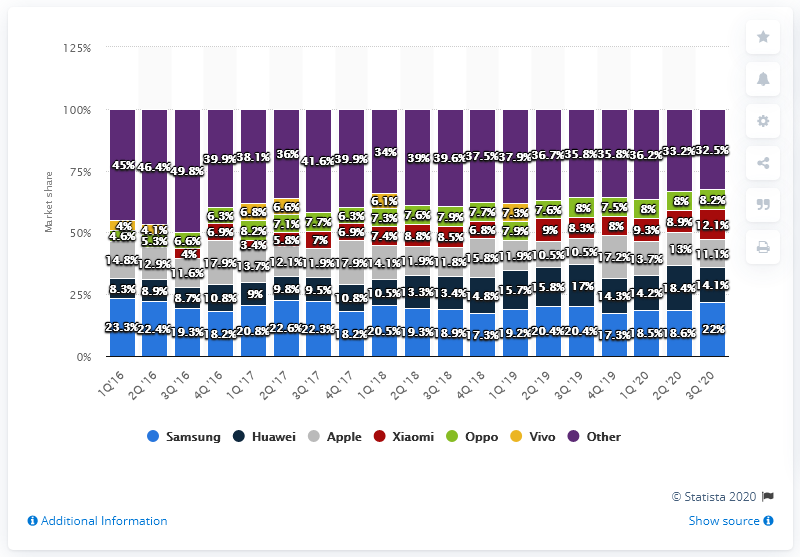 125%
100%
75%
50%
25%
0%
Market share
45% 46.4% 49.8% 39.9% 38.1% 36% 41.6% 39.9% 34% 39% 39.6% 37.5% 37.9% 36.7% 35.8% 35.8% 36.2% 33.2% 32.5%
4% 4.1% 6.8% 6.6% 6.1% 7.3%
4.6% 5.3% 6.6% 6.3% 8.2% 7.1% 7.7% 6.3% 7.3% 7.6% 7.9% 7.7% 7.9% 7.6% 8% 7.5% 8% 8% 8.2%
4% 6.9% 3.4% 5.8% 7% 6.9% 7.4% 8.8% 8.5% 6.8% 9% 8.3% 8% 9.3% 8.9% 12.1%
14.8% 12.9% 11.6% 17.9% 13.7% 12.1% 11.9% 17.9% 14.1% 11.9% 11.8% 15.8% 11.9% 10.5% 10.5% 17.2% 13.7% 13% 11.1%
8.3% 8.9% 8.7% 10.8% 9% 9.8% 9.5% 10.8% 10.5% 13.3% 13.4% 14.8% 15.7% 15.8% 17% 14.3% 14.2% 18.4% 14.1%
23.3% 22.4% 19.3% 18.2% 20.8% 22.6% 22.3% 18.2% 20.5% 19.3% 18.9% 17.3% 19.2% 20.4% 20.4% 17.3% 18.5% 18.6% 22%
1Q '16 2Q '16 3Q '16 4Q '16 1Q '17 2Q '17 3Q '17 4Q '17 1Q '18 2Q '18 3Q '18 4Q '18 1Q '19 2Q '19 3Q '19 4Q '19 1Q '20 2Q '20 3Q '20
Samsung Huawei Apple Xiaomi Oppo Vivo Other
© Statista 2020
Additional Information
Show source